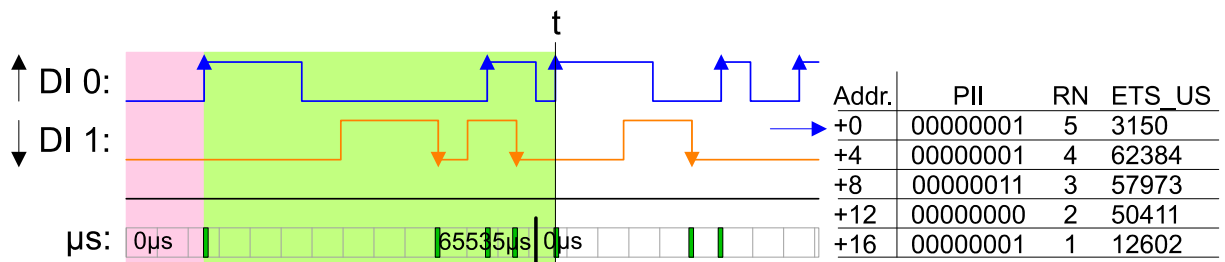 t
DI 0:
DI 1:
µs: 0µs 65535µs 0µs
Addr. PII RN ETS_US
+0 00000001 5 3150
+4 00000001 4 62384
+8 00000011 3 57973
+12 00000000 2 50411
+16 00000001 1 12602